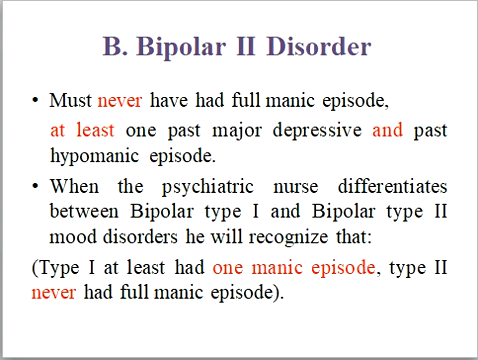 B. Bipolar II Disorder
• Must never have had full manic episode,
at least one past major depressive and past
hypomanic episode.
• When the psychiatric nurse differentiates
between Bipolar type I and Bipolar type II
mood disorders he will recognize that:
(Type I at least had one manic episode, type II
never had full manic episode).